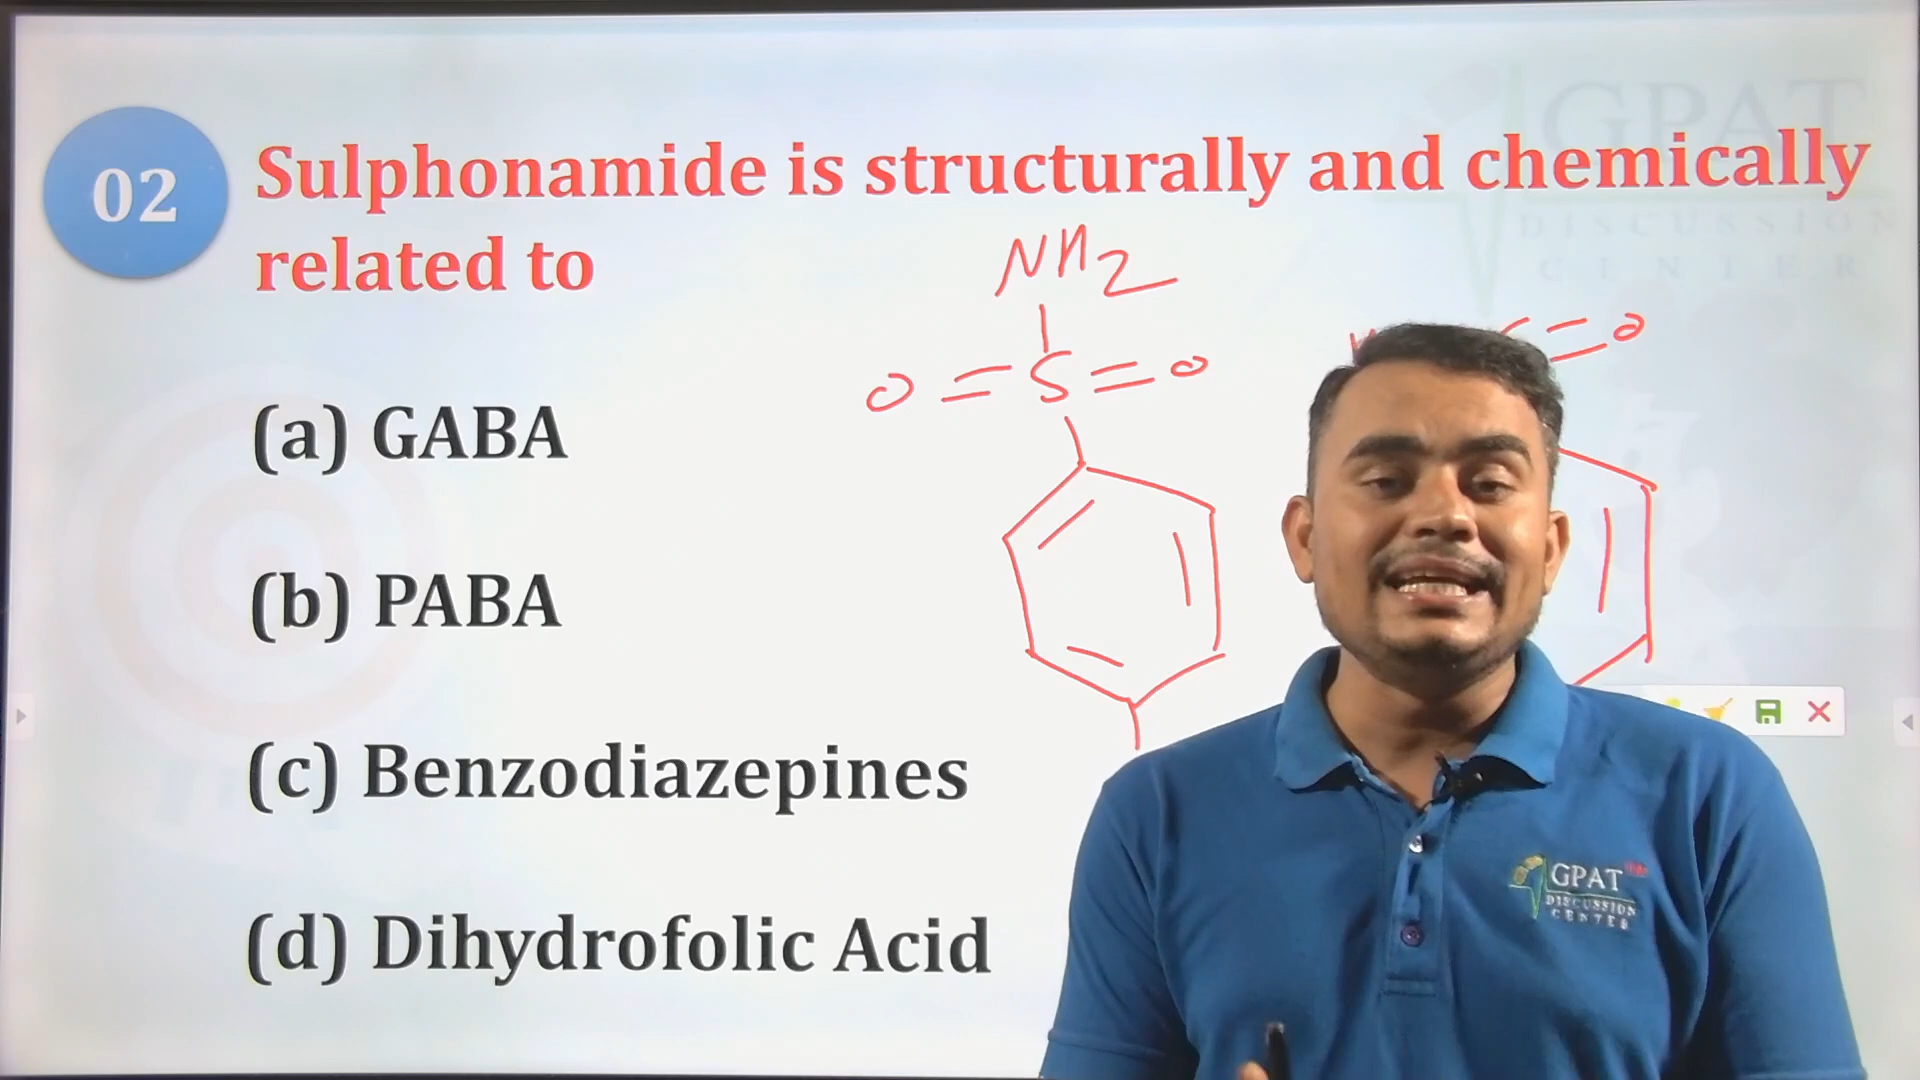 02
Sulphonamide is structurally and chemically
related to
(a) GABA
(b) PABA
(c) Benzodiazepines
(d) Dihydrofolic Acid
NH2
O = S = O
= O
GPAT
DISCUSSION
CENTER
GPAT
DISCUSSION
CENTER